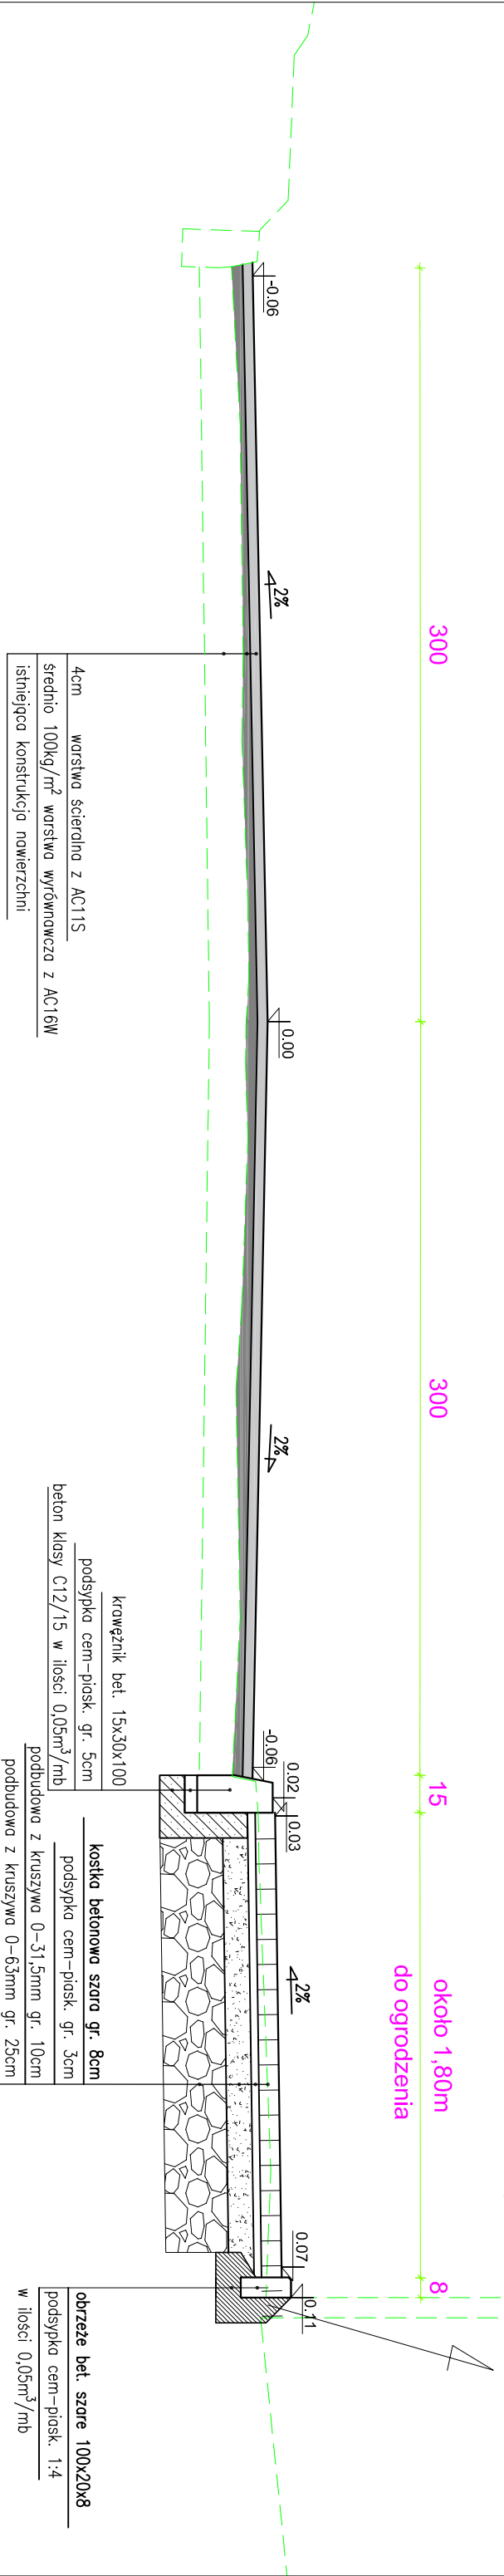 300
300
15
około 1,80m
do ogrodzenia
8
-0.06
2%
0.00
2%
-0.06
0.02
0.03
2%
0.07
0.11
4cm warstwa ścieralna z AC11S
średnio 100kg/m² warstwa wyrównawcza z AC16W
istniejąca konstrukcja nawierzchni
krawężnik bet. 15x30x100
podsypka cem-piask. gr. 5cm
beton klasy C12/15 w ilości 0,05m³/mb
kostka betonowa szara gr. 8cm
podsypka cem-piask. gr. 3cm
podbudowa z kruszywa 0-31,5mm gr. 10cm
podbudowa z kruszywa 0-63mm gr. 25cm
obrzeże bet. szare 100x20x8
podsypka cem-piask. 1:4
w ilości 0,05m³/mb